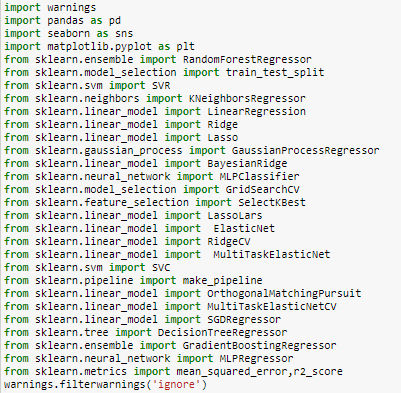 import warnings
import pandas as pd
import seaborn as sns
import matplotlib.pyplot as plt
from sklearn.ensemble import RandomForestRegressor
from sklearn.model_selection import train_test_split
from sklearn.svm import SVR
from sklearn.neighbors import KNeighborsRegressor
from sklearn.linear_model import LinearRegression
from sklearn.linear_model import Ridge
from sklearn.linear_model import Lasso
from sklearn.gaussian_process import GaussianProcessRegressor
from sklearn.linear_model import BayesianRidge
from sklearn.neural_network import MLPClassifier
from sklearn.model_selection import GridSearchCV
from sklearn.feature_selection import SelectKBest
from sklearn.linear_model import LassoLars
from sklearn.linear_model import  ElasticNet
from sklearn.linear_model import RidgeCV
from sklearn.linear_model import  MultiTaskElasticNet
from sklearn.svm import SVC
from sklearn.pipeline import make_pipeline
from sklearn.linear_model import OrthogonalMatchingPursuit
from sklearn.linear_model import MultiTaskElasticNetCV
from sklearn.linear_model import SGDRegressor
from sklearn.tree import DecisionTreeRegressor
from sklearn.ensemble import GradientBoostingRegressor
from sklearn.neural_network import MLPRegressor
from sklearn.metrics import mean_squared_error,r2_score
warnings.filterwarnings('ignore')